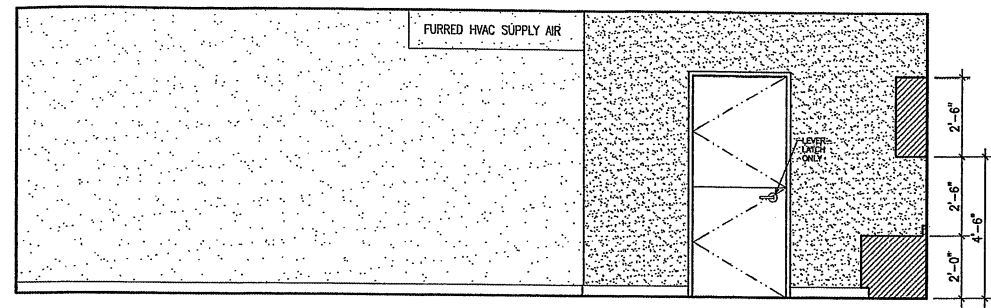 FURRED HVAC SUPPLY AIR
LEVER
LATCH
ONLY
2'-6"
2'-6"
4'-6"
2'-0"